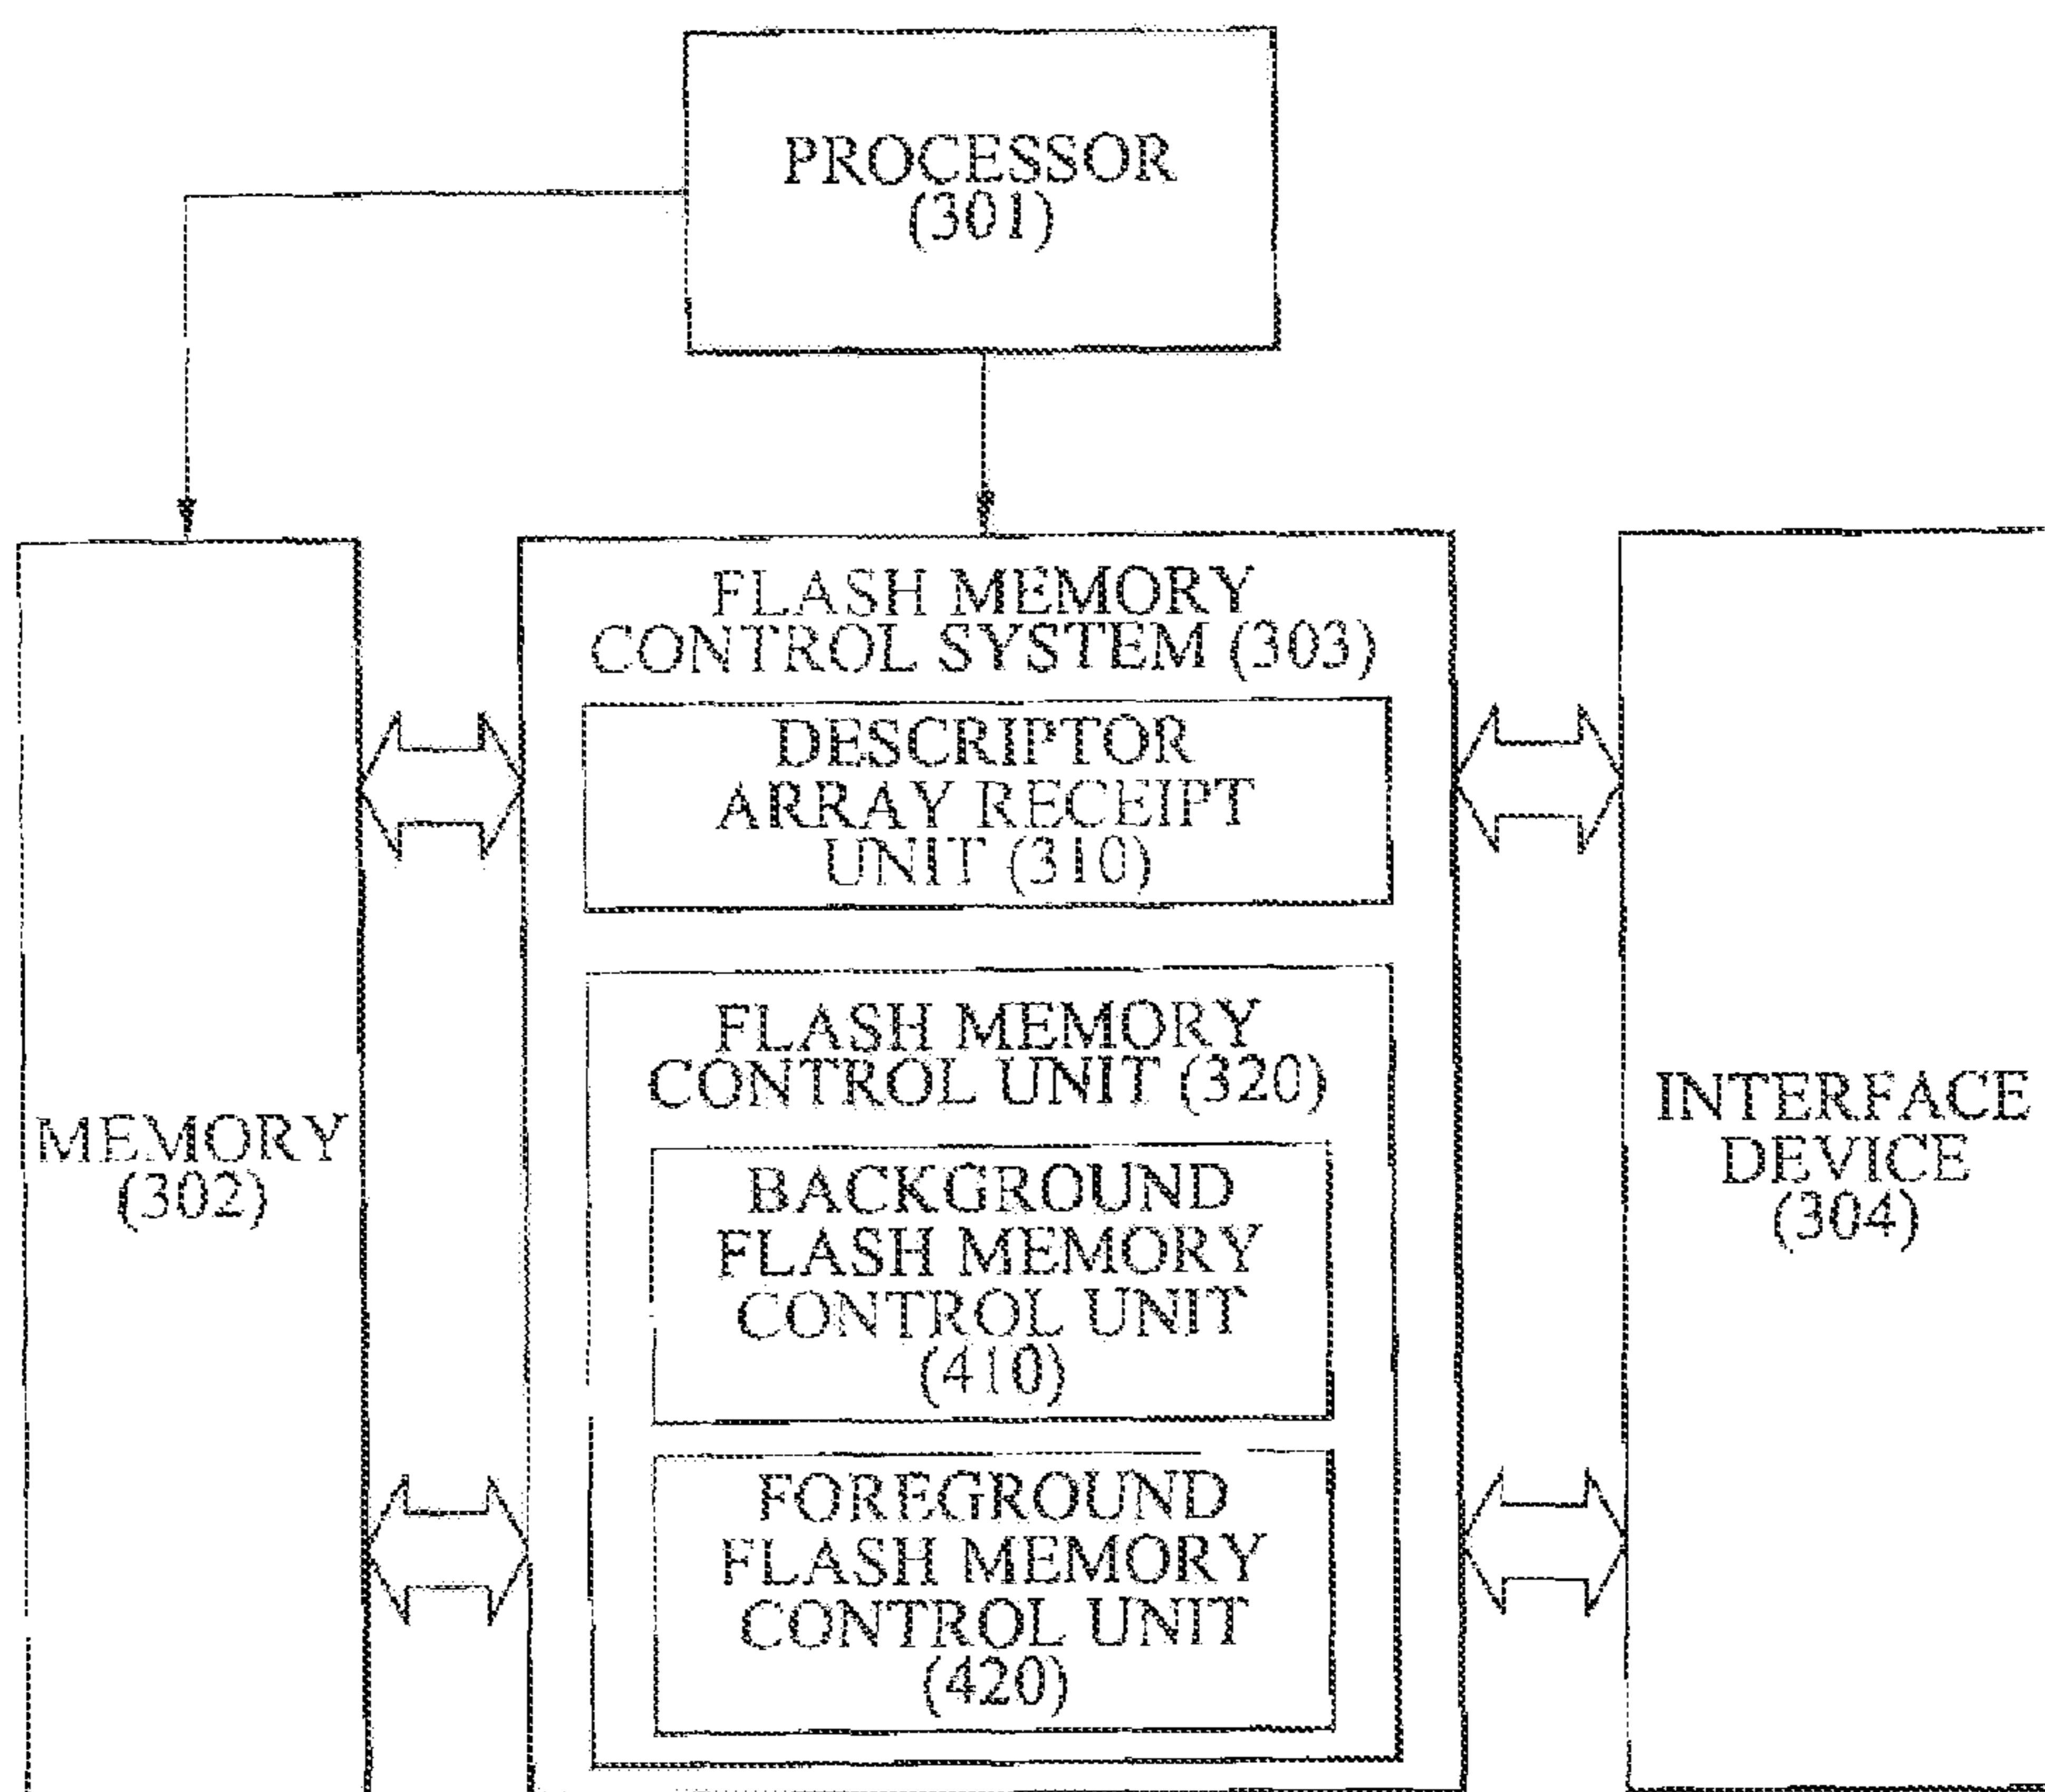 PROCESSOR
(301)
FLASH MEMORY
CONTROL SYSTEM (303)
DESCRIPTOR
ARRAY RECEIPT
UNIT (310)
FLASH MEMORY
CONTROL UNIT (320)
BACKGROUND
FLASH MEMORY
CONTROL UNIT
(410)
FOREGROUND
FLASH MEMORY
CONTROL UNIT
(420)
MEMORY
(302)
INTERFACE
DEVICE
(304)